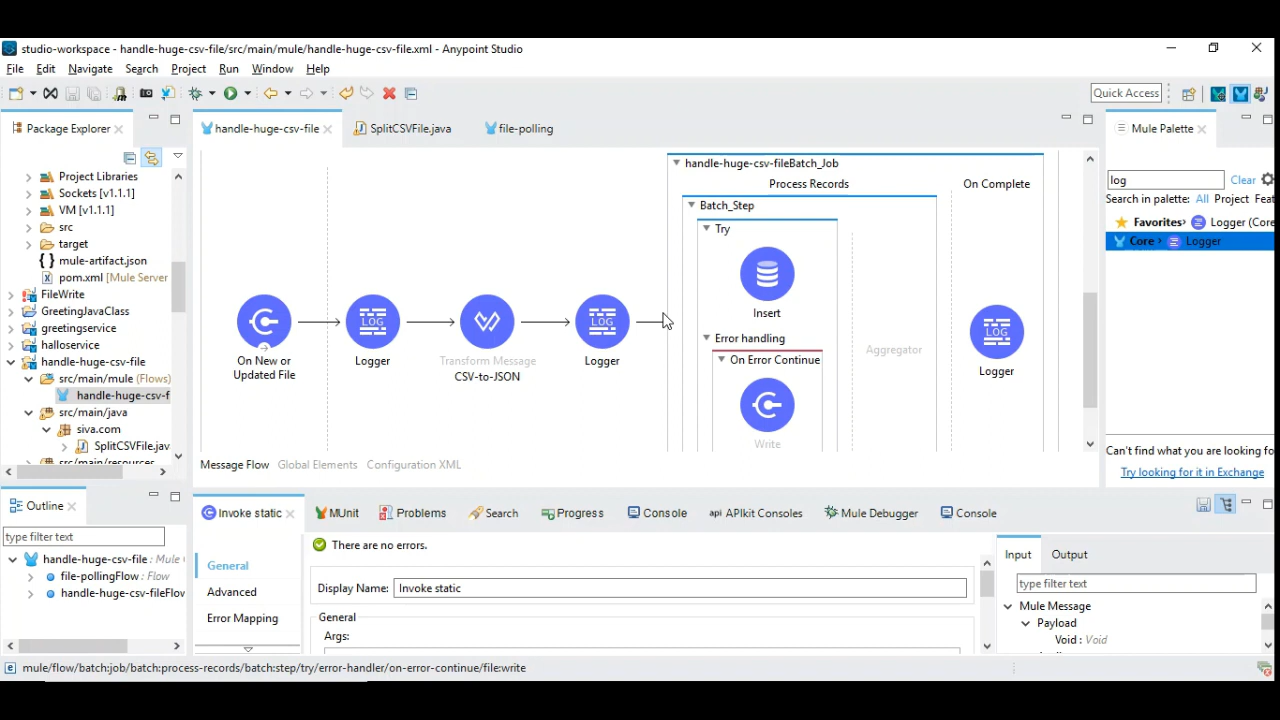 studio-workspace - handle-huge-csv-file/src/main/mule/handle-huge-csv-file.xml - Anypoint Studio
File Edit Navigate Search Project Run Window Help
Quick Access
Package Explorer
handle-huge-csv-file
SplitCSVFile.java
file-polling
Mule Palette
Project Libraries
Sockets [v1.1.1]
VM [v1.1.1]
src
target
mule-artifact.json
pom.xml [Mule Server
FileWrite
GreetingJavaClass
greetingservice
halloservice
handle-huge-csv-file
src/main/mule (Flows)
handle-huge-csv-f
src/main/java
siva.com
SplitCSVFile.jav
src/main/resources
handle-huge-csv-fileBatch_Job
Process Records
On Complete
Batch_Step
Try
Insert
Error handling
On Error Continue
Write
Aggregator
LOG
LOG
On New or
Updated File
Logger
Transform Message
CSV-to-JSON
Logger
Logger
Message Flow Global Elements Configuration XML
log
Clear
Search in palette: All Project Feat
Favorites> Logger (Core
Core > Logger
Can't find what you are looking fo
Try looking for it in Exchange
Outline
type filter text
handle-huge-csv-file : Mule
file-pollingFlow : Flow
handle-huge-csv-fileFlow
Invoke static
MUnit
Problems
Search
Progress
Console
api APIkit Consoles
Mule Debugger
Console
General
Advanced
Error Mapping
There are no errors.
Display Name: Invoke static
General
Args:
Input Output
type filter text
Mule Message
Payload
Void : Void
mule/flow/batch:job/batch:process-records/batch:step/try/error-handler/on-error-continue/file:write